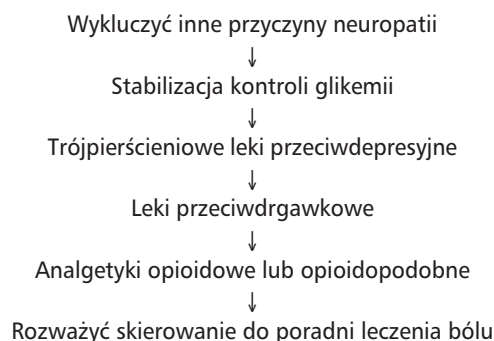 Wykluczyć inne przyczyny neuropatii
↓
Stabilizacja kontroli glikemii
↓
Trójpierścieniowe leki przeciwdepresyjne
↓
Leki przeciwdrgawkowe
↓
Analgetyki opioidowe lub opioidopodobne
↓
Rozważyć skierowanie do poradni leczenia bólu